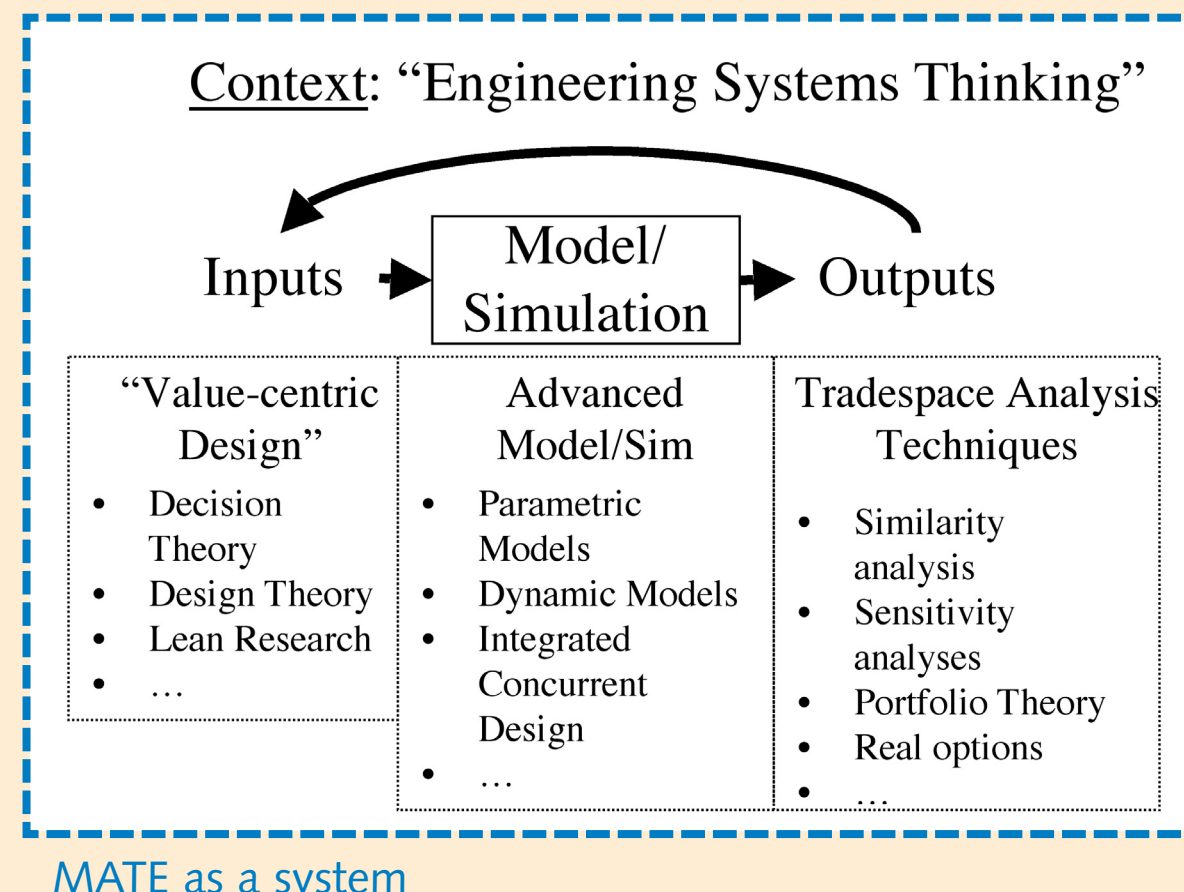 Context: “Engineering Systems Thinking”
Inputs
Model/
Simulation
Outputs
“Value-centric
Design”
• Decision
Theory
• Design Theory
• Lean Research
• …
Advanced
Model/Sim
• Parametric
Models
• Dynamic Models
• Integrated
Concurrent
Design
• …
Tradespace Analysis
Techniques
• Similarity
analysis
• Sensitivity
analyses
• Portfolio Theory
• Real options
• …
MATE as a system